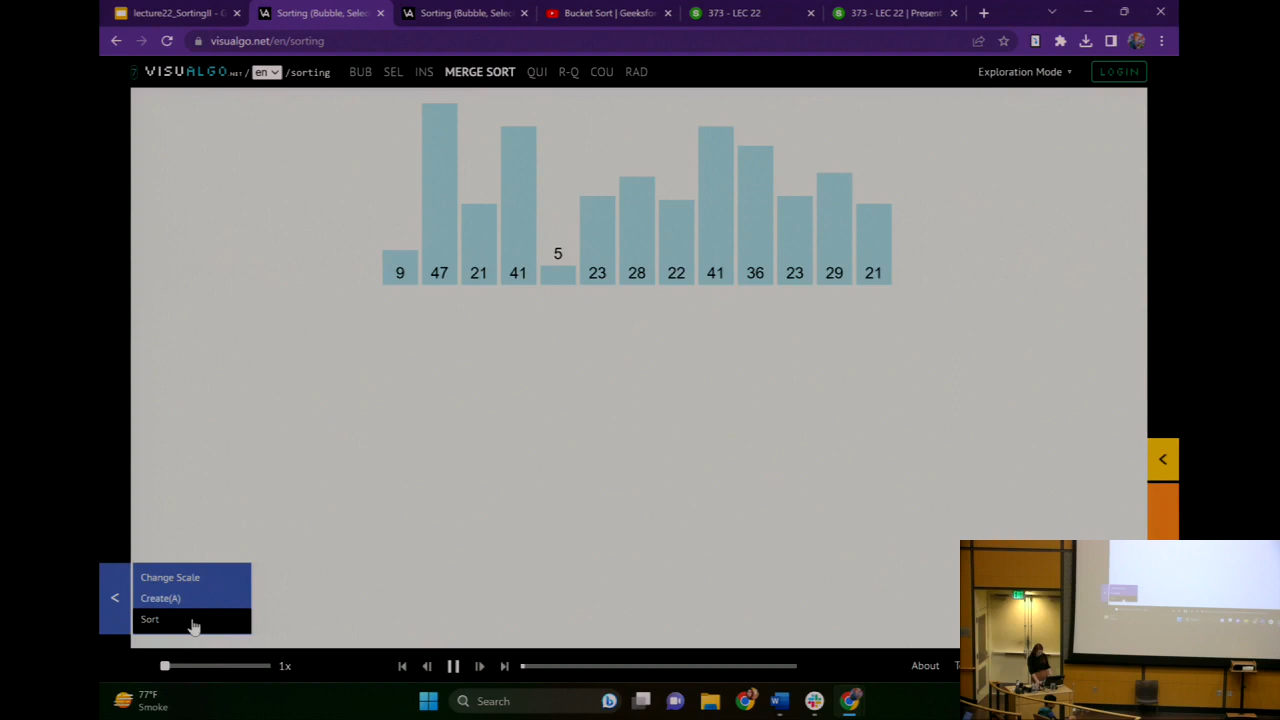 lecture22_SortingII - G
Sorting (Bubble, Selec
Sorting (Bubble, Selec
Bucket Sort | Geeksfor
373 - LEC 22
373 - LEC 22 | Present
visualgo.net/en/sorting
7 VISUALGO.NET/ en /sorting BUB SEL INS MERGE SORT QUI R-Q COU RAD Exploration Mode LOGIN
5
9 47 21 41 23 28 22 41 36 23 29 21
<
Change Scale
Create(A)
Sort
<
1x
About
77°F
Smoke
Search